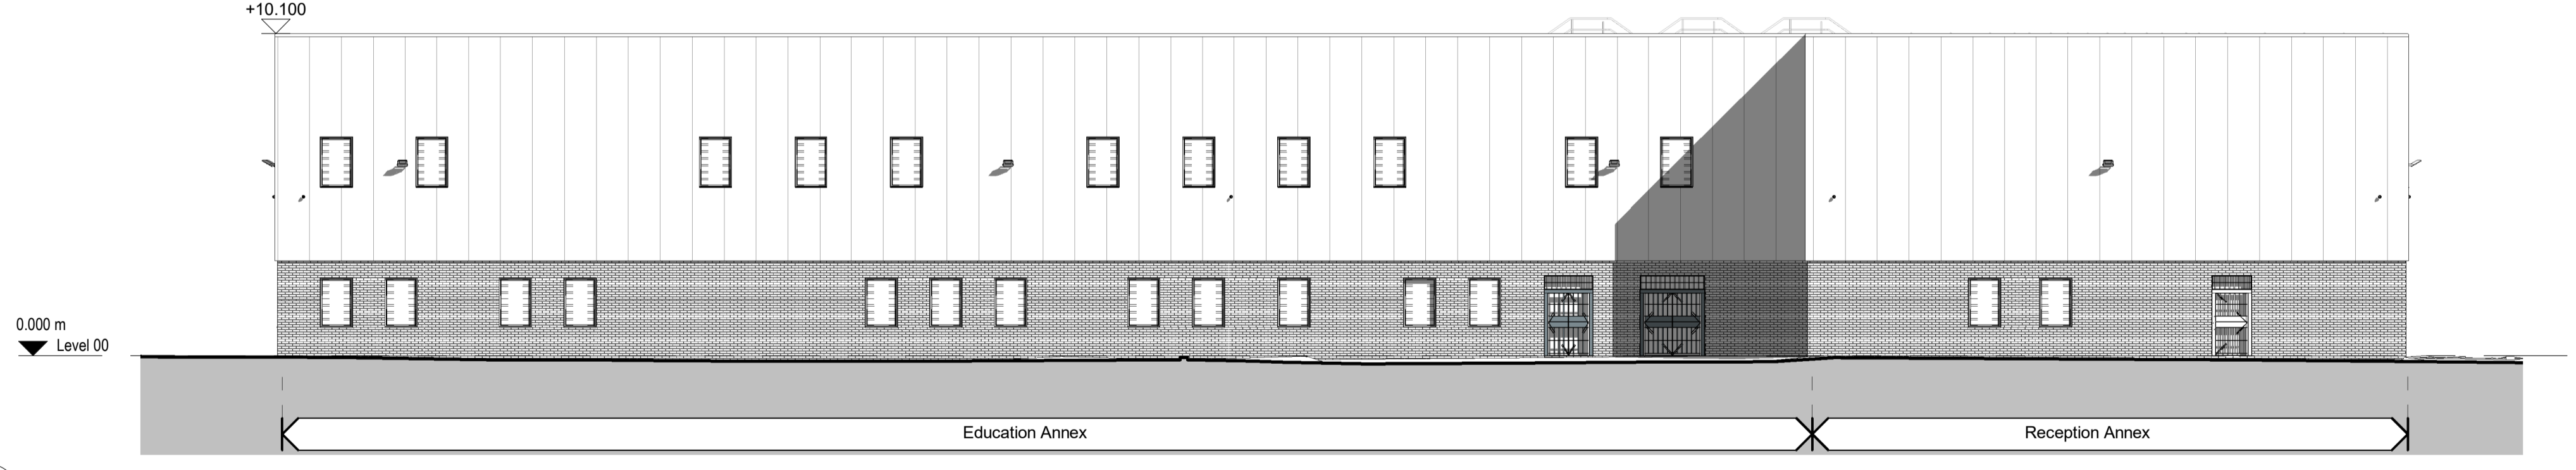 +10.100
0.000 m
Level 00
Education Annex
Reception Annex